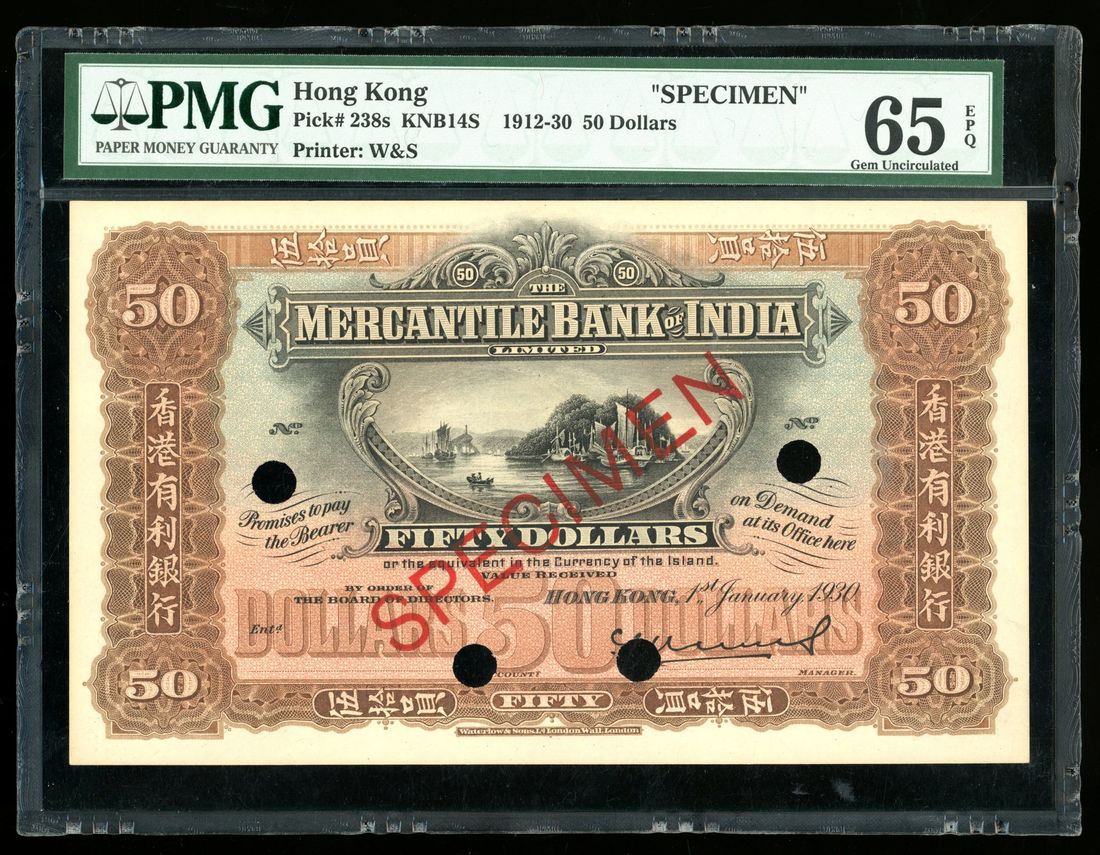 PMG
PAPER MONEY GUARANTY
Hong Kong
"SPECIMEN"
Pick# 238s KNB14S 1912-30 50 Dollars
Printer: W&S
65
EPQ
Gem Uncirculated
伍拾員
伍拾員
50
50
50
50
THE
MERCANTILE BANK OF INDIA
LIMITED
香港有利銀行
香港有利銀行
No
No
SPECIMEN
Promises to pay
the Bearer
on Demand
at its Office here
FIFTY DOLLARS
or the equivalent in the Currency of the Island.
VALUE RECEIVED
BY ORDER OF
THE BOARD OF DIRECTORS.
HONG KONG, 1st January, 1930
DOLLARS 50 DOLLARS
Entd
COUNTT
MANAGER.
50
伍拾員
FIFTY
伍拾員
50
Waterlow & Sons, Ld London Wall, London